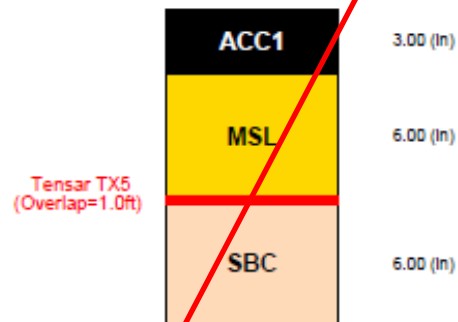 ACC1 3.00 (in)
MSL 6.00 (in)
Tensar TX5
(Overlap=1.0ft)
SBC 6.00 (in)